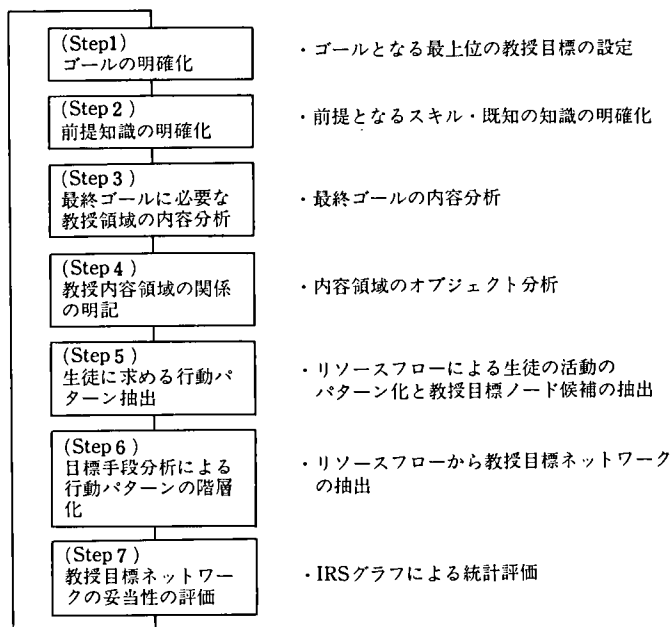 (Step1)
ゴールの明確化
・ゴールとなる最上位の教授目標の設定
(Step 2)
前提知識の明確化
・前提となるスキル・既知の知識の明確化
(Step 3)
最終ゴールに必要な
教授領域の内容分析
・最終ゴールの内容分析
(Step 4)
教授内容領域の関係
の明記
・内容領域のオブジェクト分析
(Step 5)
生徒に求める行動パ
ターン抽出
・リソースフローによる生徒の活動の
パターン化と教授目標ノード候補の抽出
(Step 6)
目標手段分析による
行動パターンの階層
化
・リソースフローから教授目標ネットワーク
の抽出
(Step 7)
教授目標ネットワー
クの妥当性の評価
・IRSグラフによる統計評価